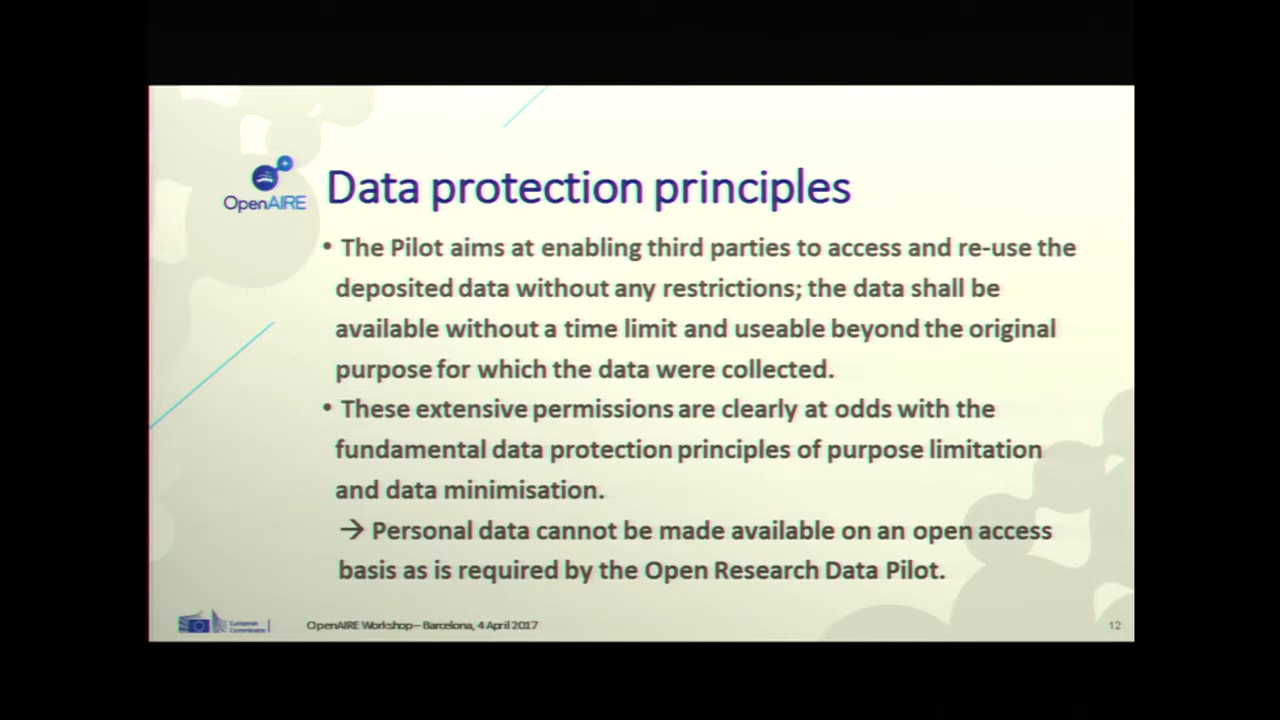 OpenAIRE
Data protection principles
• The Pilot aims at enabling third parties to access and re-use the
deposited data without any restrictions; the data shall be
available without a time limit and useable beyond the original
purpose for which the data were collected.
• These extensive permissions are clearly at odds with the
fundamental data protection principles of purpose limitation
and data minimisation.
→ Personal data cannot be made available on an open access
basis as is required by the Open Research Data Pilot.
European
Commission
OpenAIRE Workshop – Barcelona, 4 April 2017
12